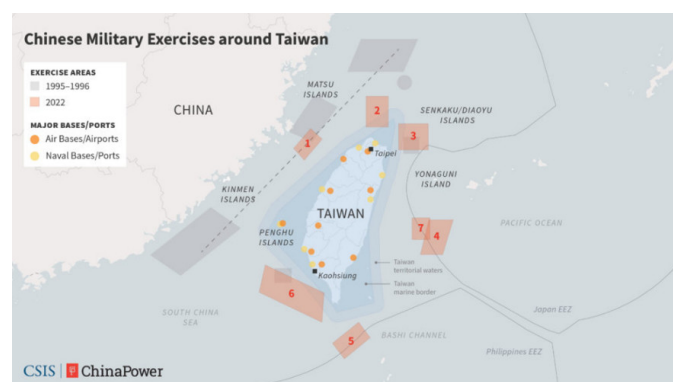 Chinese Military Exercises around Taiwan
EXERCISE AREAS
1995–1996
2022
MAJOR BASES/PORTS
Air Bases/Airports
Naval Bases/Ports
CHINA
MATSU
ISLANDS
2
SENKAKU/DIAOYU
ISLANDS
1
3
Taipei
YONAGUNI
ISLAND
KINMEN
ISLANDS
TAIWAN
PENGHU
ISLANDS
7
4
PACIFIC OCEAN
Taiwan
territorial waters
Kaohsiung
Taiwan
marine border
6
SOUTH CHINA
SEA
Japan EEZ
BASHI CHANNEL
5
Philippines EEZ
CSIS
ChinaPower